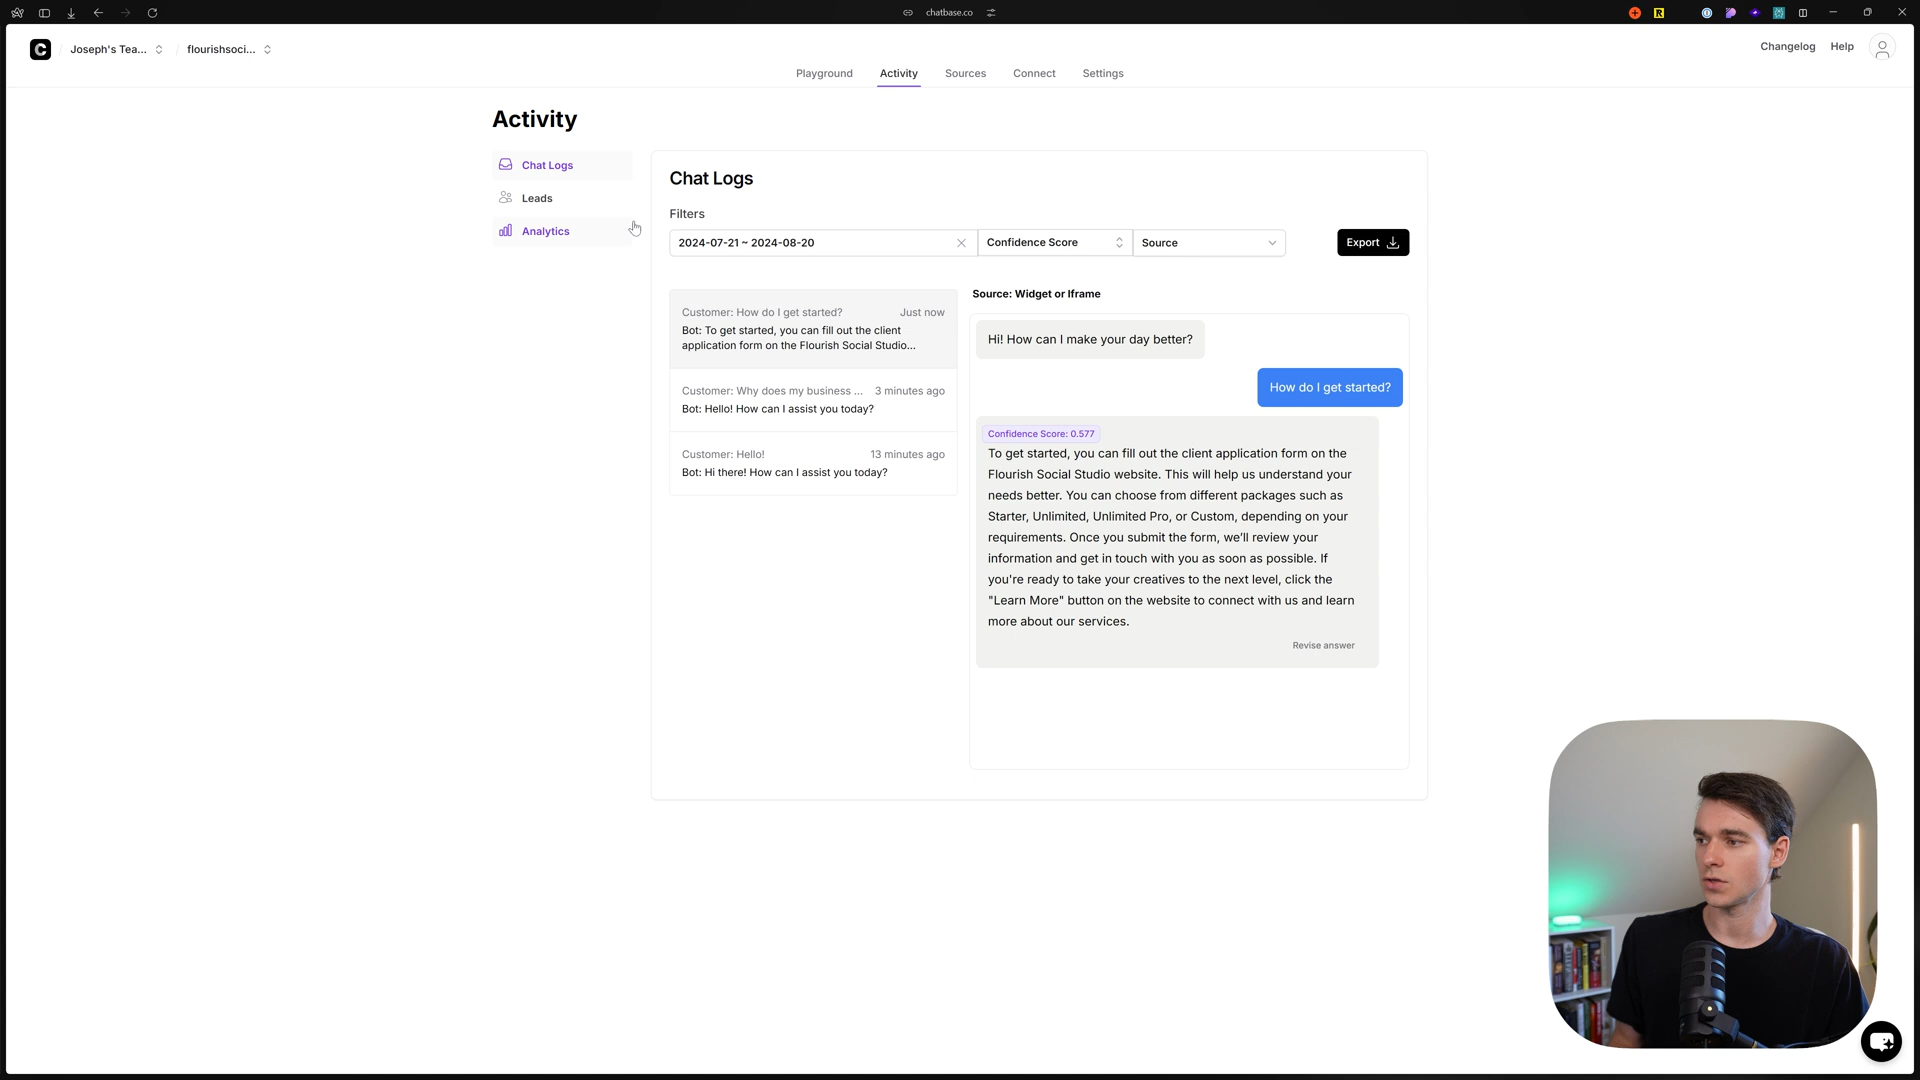 chatbase.co
C
Joseph's Tea...
flourishsoci...
Changelog
Help
Playground
Activity
Sources
Connect
Settings
Activity
Chat Logs
Leads
Analytics
Chat Logs
Filters
2024-07-21 ~ 2024-08-20
Confidence Score
Source
Export
Customer: How do I get started?
Just now
Bot: To get started, you can fill out the client
application form on the Flourish Social Studio...
Customer: Why does my business ...
3 minutes ago
Bot: Hello! How can I assist you today?
Customer: Hello!
13 minutes ago
Bot: Hi there! How can I assist you today?
Source: Widget or Iframe
Hi! How can I make your day better?
How do I get started?
Confidence Score: 0.577
To get started, you can fill out the client application form on the
Flourish Social Studio website. This will help us understand your
needs better. You can choose from different packages such as
Starter, Unlimited, Unlimited Pro, or Custom, depending on your
requirements. Once you submit the form, we'll review your
information and get in touch with you as soon as possible. If
you're ready to take your creatives to the next level, click the
"Learn More" button on the website to connect with us and learn
more about our services.
Revise answer